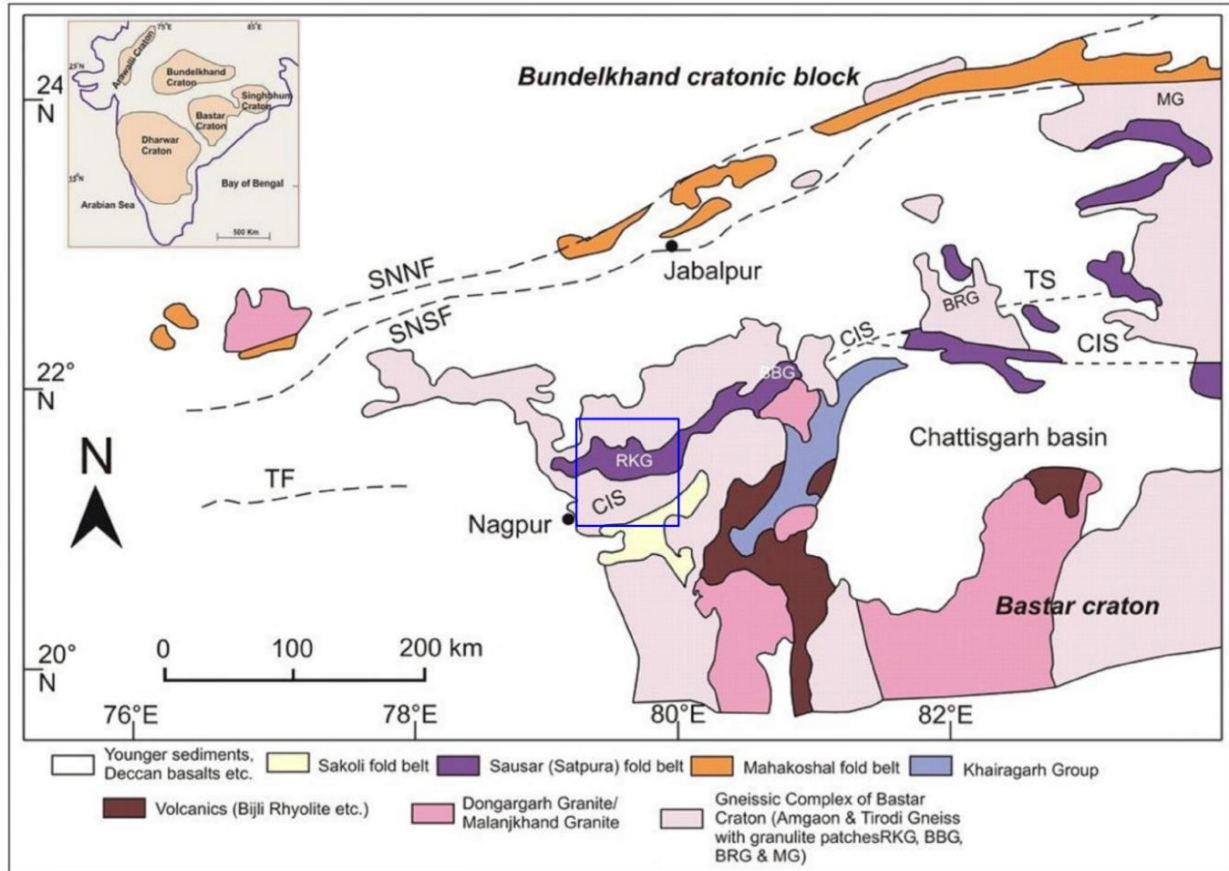 75°E
85°E
25°N
Aravalli Craton
Bundelkhand
Craton
Singhbhum
Craton
Bastar
Craton
Dharwar
Craton
15°N
Bay of Bengal
Arabian Sea
500 Km
24°
N
Bundelkhand cratonic block
MG
SNNF
Jabalpur
SNSF
TS
BRG
CIS
CIS
22°
N
BBG
Chattisgarh basin
RKG
N
TF
CIS
Nagpur
Bastar craton
0 100 200 km
20°
N
76°E 78°E 80°E 82°E
Younger sediments,
Deccan basalts etc.
Sakoli fold belt
Sausar (Satpura) fold belt
Mahakoshal fold belt
Khairagarh Group
Volcanics (Bijli Rhyolite etc.)
Dongargarh Granite/
Malanjkhand Granite
Gneissic Complex of Bastar
Craton (Amgaon & Tirodi Gneiss
with granulite patchesRKG, BBG,
BRG & MG)